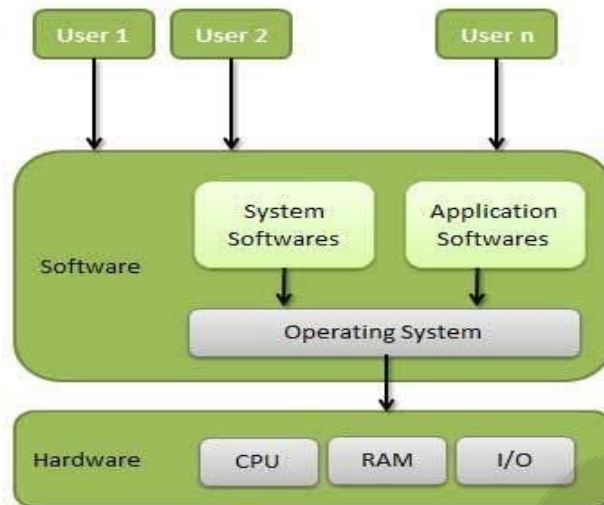 User 1
User 2
User n
System
Softwares
Application
Softwares
Software
Operating System
Hardware
CPU
RAM
I/O